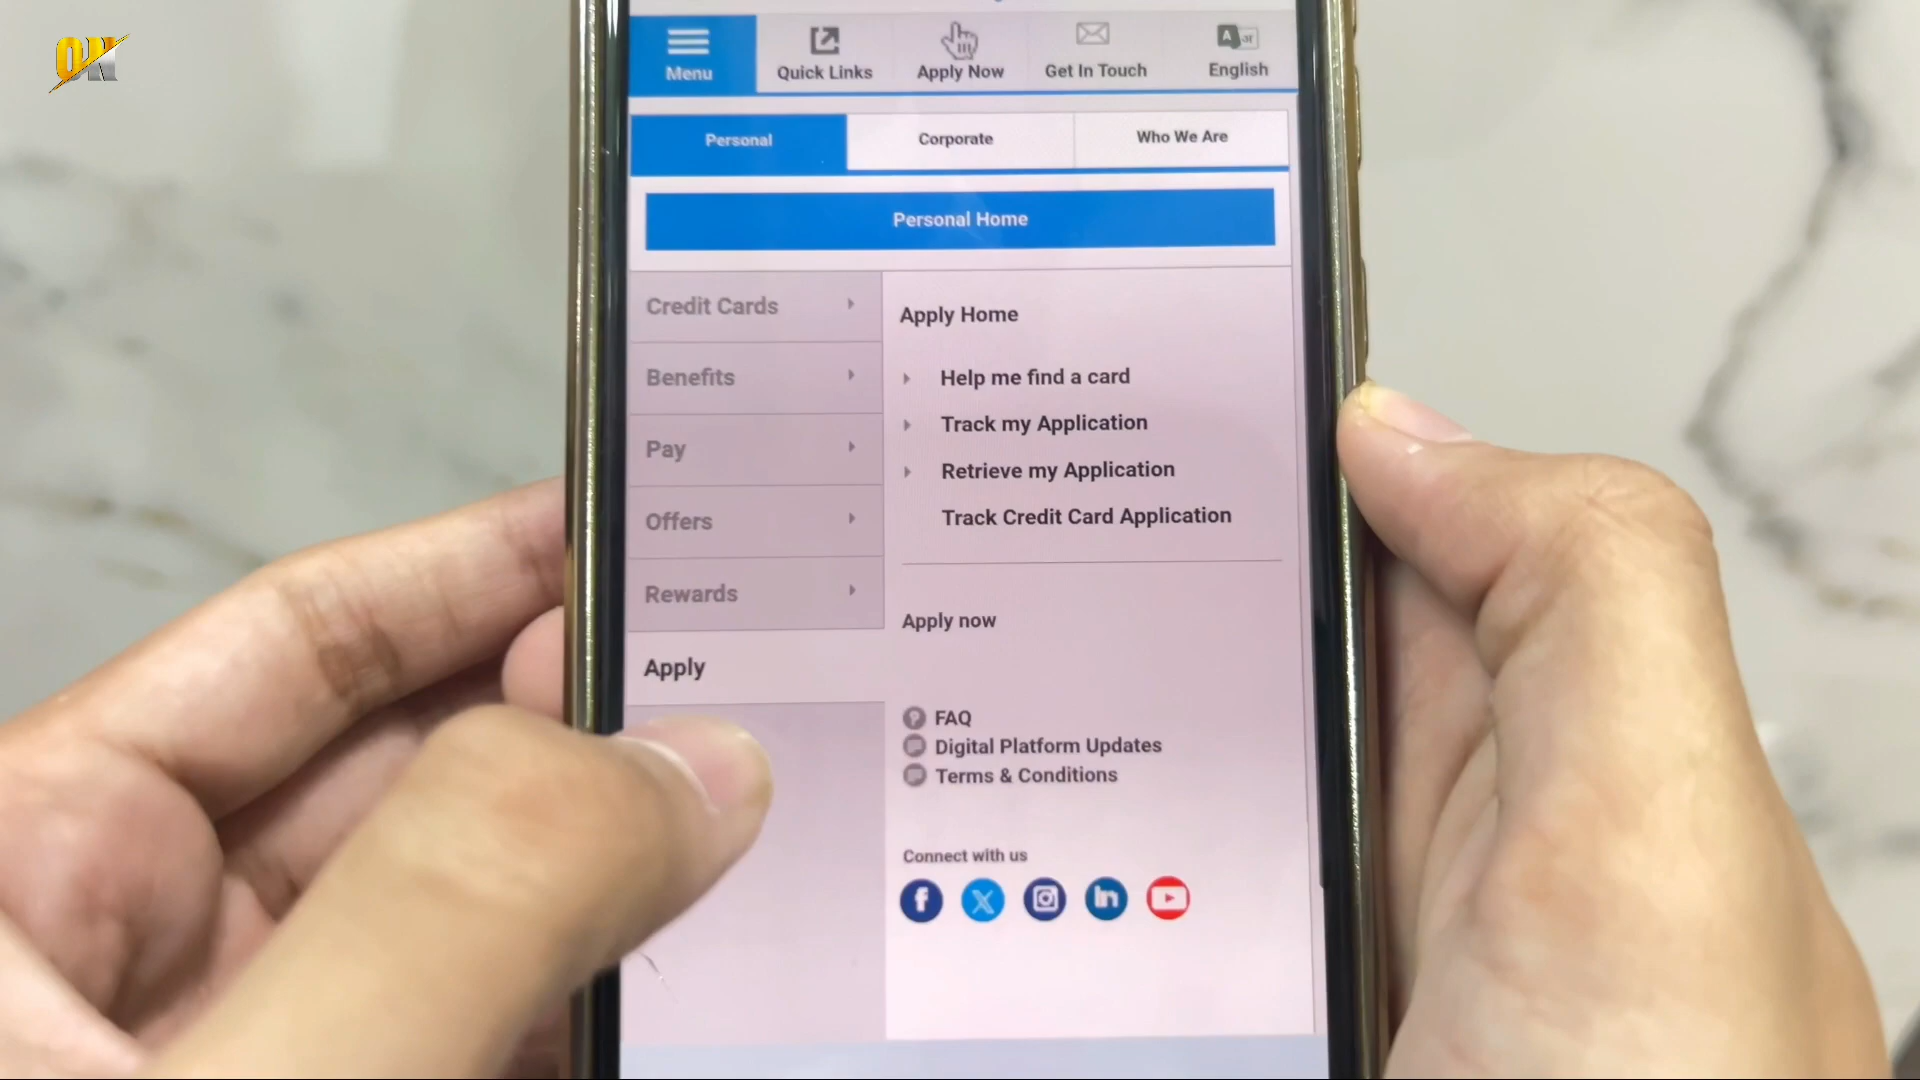 ON
Menu
Quick Links
Apply Now
Get In Touch
A ar
English
Personal
Corporate
Who We Are
Personal Home
Credit Cards
Benefits
Pay
Offers
Rewards
Apply
Apply Home
Help me find a card
Track my Application
Retrieve my Application
Track Credit Card Application
Apply now
FAQ
Digital Platform Updates
Terms & Conditions
Connect with us